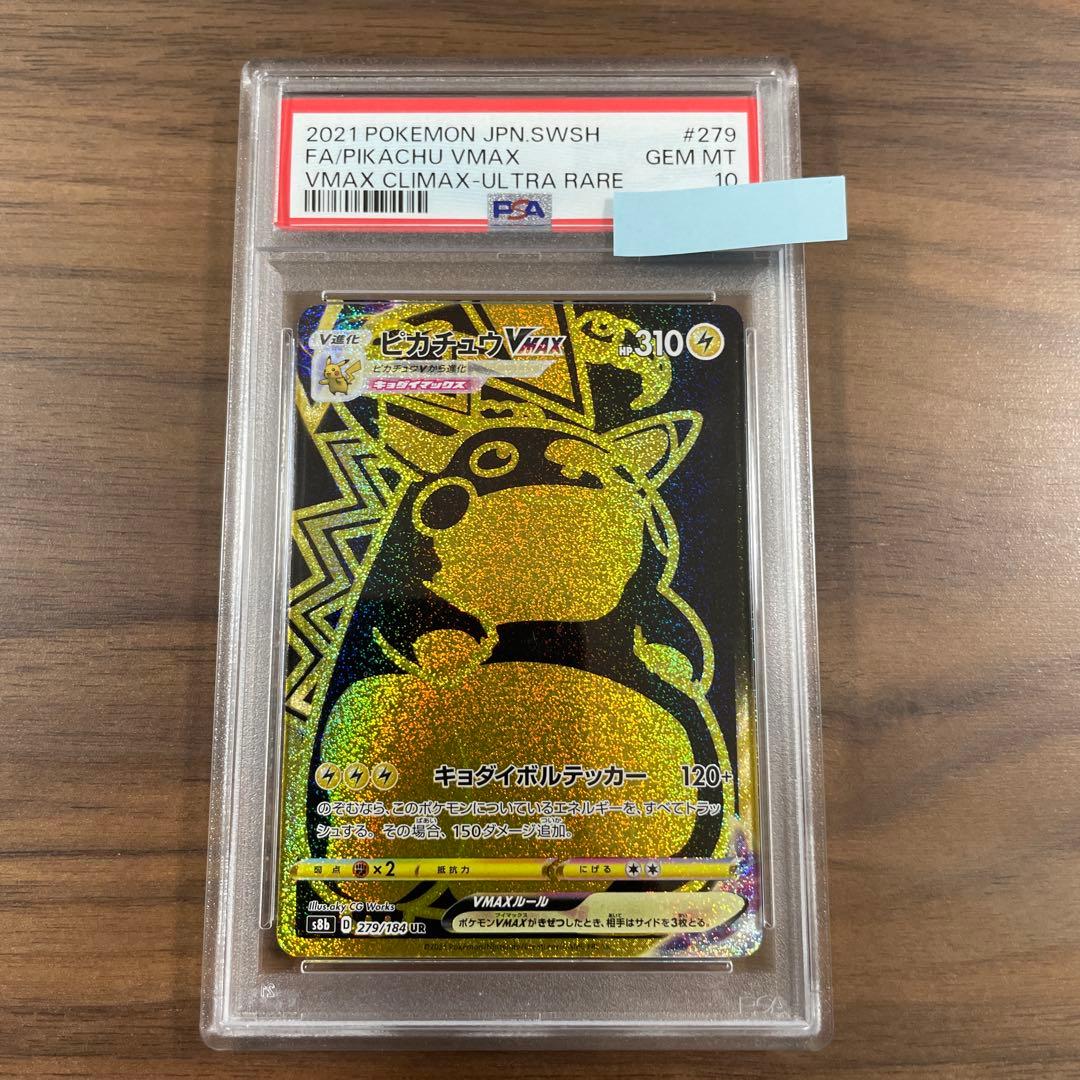 2021 POKEMON JPN.SWSH #279
FA/PIKACHU VMAX GEM MT
VMAX CLIMAX-ULTRA RARE 10
PSA
V進化
ピカチュウVMAX
HP310
ピカチュウVから進化
キョダイマックス
キョダイボルテッカー 120+
のぞむなら、このポケモンについているエネルギーを、すべてトラッ
シュする。その場合、150ダメージ追加。
弱点 ×2 抵抗力 にげる
Illus.aky CG Works
VMAXルール
ポケモンVMAXがきぜつしたとき、相手はサイドを3枚とる。
s8b D 279/184 UR
PSA